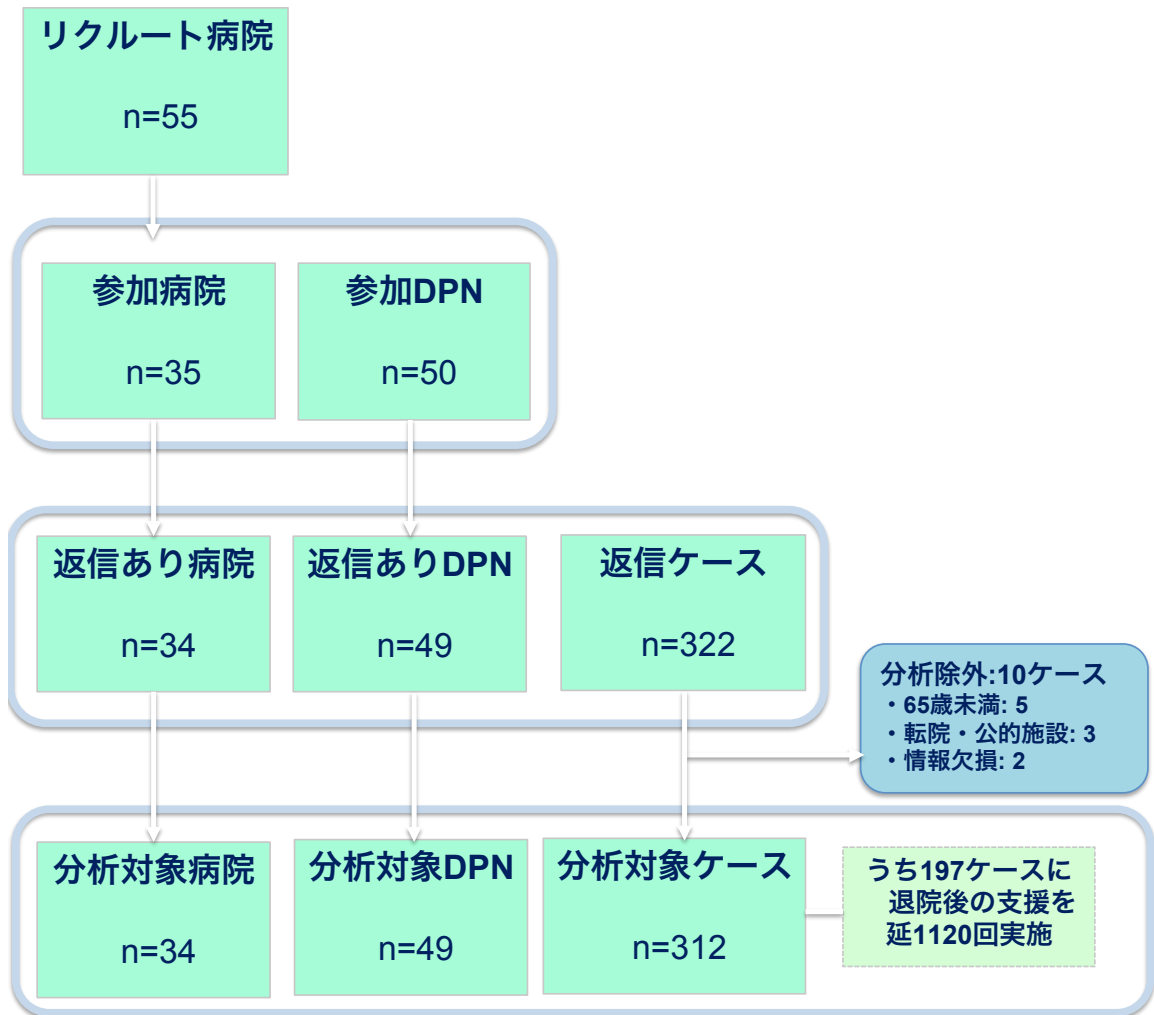 リクルート病院
n=55
参加病院
n=35
参加DPN
n=50
返信あり病院
n=34
返信ありDPN
n=49
返信ケース
n=322
分析除外:10ケース
・65歳未満: 5
・転院・公的施設: 3
・情報欠損: 2
分析対象病院
n=34
分析対象DPN
n=49
分析対象ケース
n=312
うち197ケースに
退院後の支援を
延1120回実施